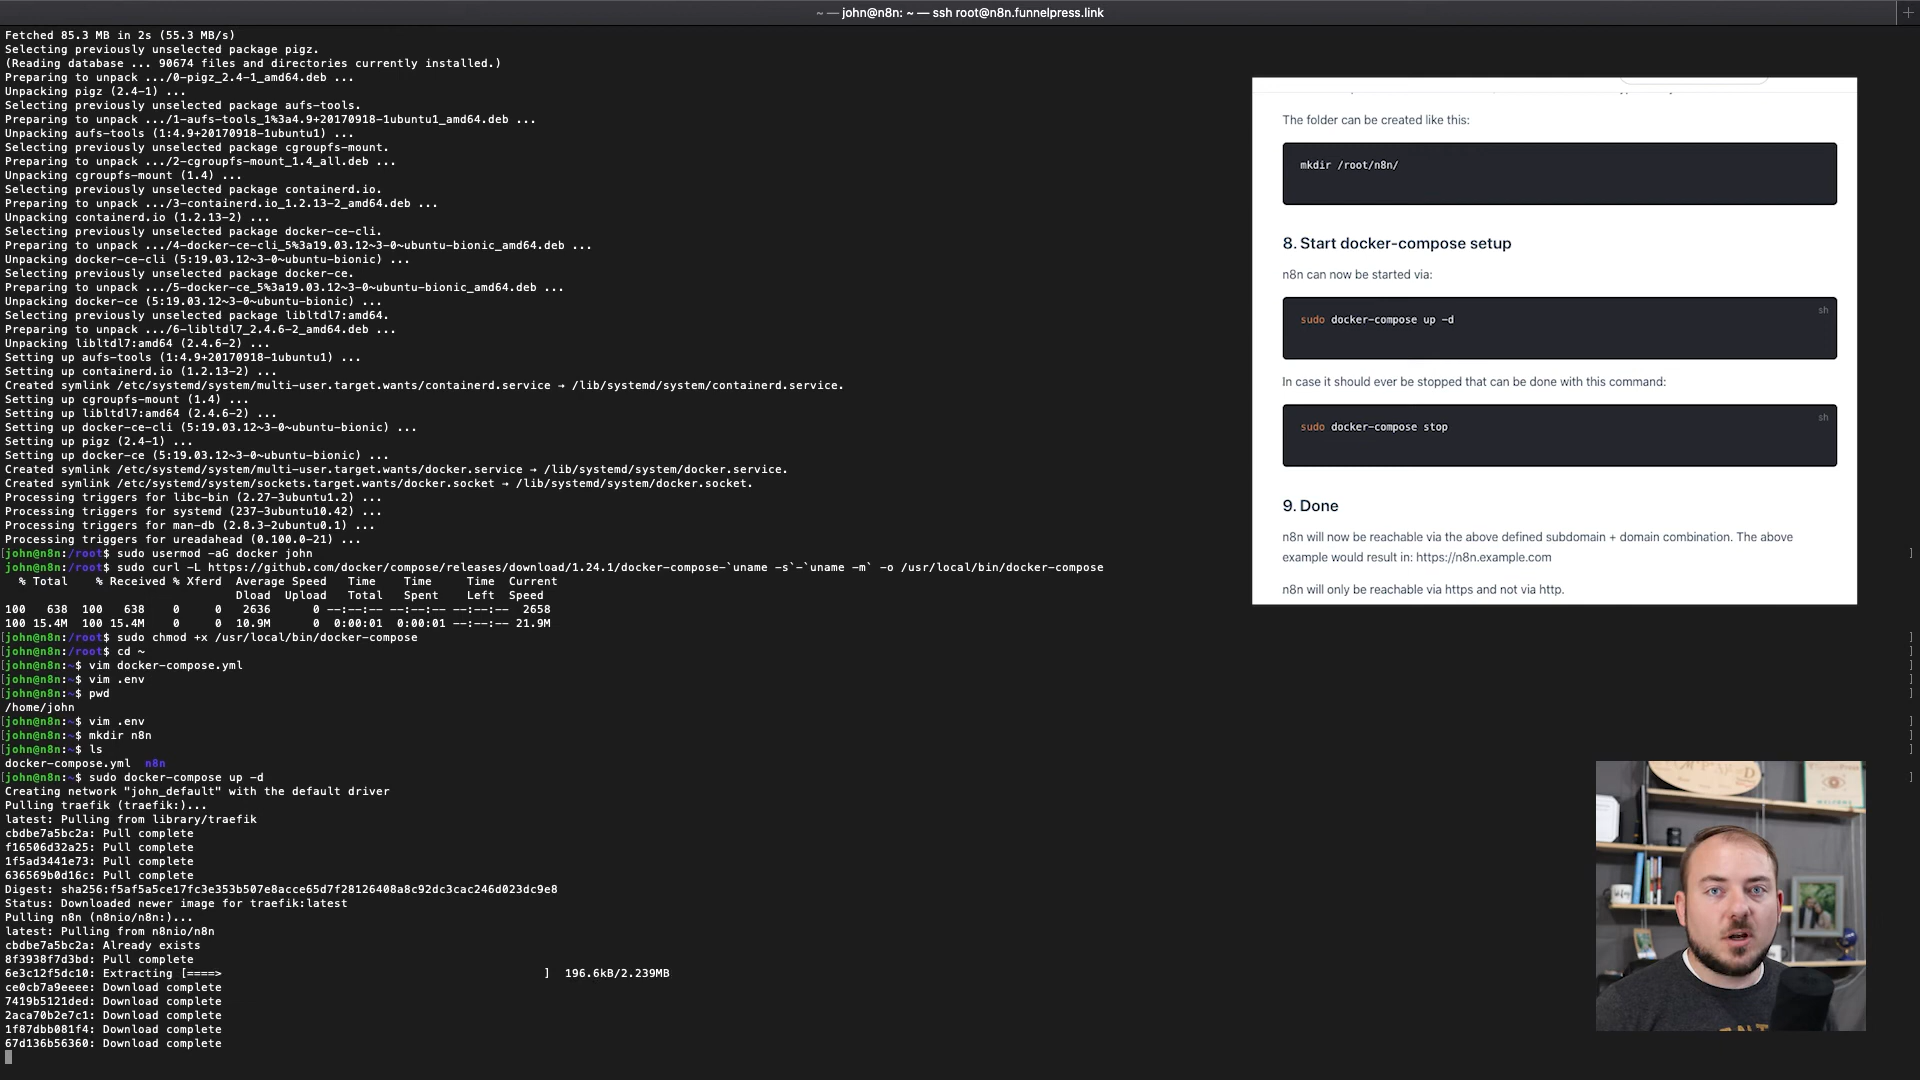 ~ — john@n8n: ~ — ssh root@n8n.funnelpress.link
Fetched 85.3 MB in 2s (55.3 MB/s)
Selecting previously unselected package pigz.
(Reading database ... 90674 files and directories currently installed.)
Preparing to unpack .../0-pigz_2.4-1_amd64.deb ...
Unpacking pigz (2.4-1) ...
Selecting previously unselected package aufs-tools.
Preparing to unpack .../1-aufs-tools_1%3a4.9+20170918-1ubuntu1_amd64.deb ...
Unpacking aufs-tools (1:4.9+20170918-1ubuntu1) ...
Selecting previously unselected package cgroupfs-mount.
Preparing to unpack .../2-cgroupfs-mount_1.4_all.deb ...
Unpacking cgroupfs-mount (1.4) ...
Selecting previously unselected package containerd.io.
Preparing to unpack .../3-containerd.io_1.2.13-2_amd64.deb ...
Unpacking containerd.io (1.2.13-2) ...
Selecting previously unselected package docker-ce-cli.
Preparing to unpack .../4-docker-ce-cli_5%3a19.03.12~3-0~ubuntu-bionic_amd64.deb ...
Unpacking docker-ce-cli (5:19.03.12~3-0~ubuntu-bionic) ...
Selecting previously unselected package docker-ce.
Preparing to unpack .../5-docker-ce_5%3a19.03.12~3-0~ubuntu-bionic_amd64.deb ...
Unpacking docker-ce (5:19.03.12~3-0~ubuntu-bionic) ...
Selecting previously unselected package libltdl7:amd64.
Preparing to unpack .../6-libltdl7_2.4.6-2_amd64.deb ...
Unpacking libltdl7:amd64 (2.4.6-2) ...
Setting up aufs-tools (1:4.9+20170918-1ubuntu1) ...
Setting up containerd.io (1.2.13-2) ...
Created symlink /etc/systemd/system/multi-user.target.wants/containerd.service → /lib/systemd/system/containerd.service.
Setting up cgroupfs-mount (1.4) ...
Setting up libltdl7:amd64 (2.4.6-2) ...
Setting up docker-ce-cli (5:19.03.12~3-0~ubuntu-bionic) ...
Setting up pigz (2.4-1) ...
Setting up docker-ce (5:19.03.12~3-0~ubuntu-bionic) ...
Created symlink /etc/systemd/system/multi-user.target.wants/docker.service → /lib/systemd/system/docker.service.
Created symlink /etc/systemd/system/sockets.target.wants/docker.socket → /lib/systemd/system/docker.socket.
Processing triggers for libc-bin (2.27-3ubuntu1.2) ...
Processing triggers for systemd (237-3ubuntu10.42) ...
Processing triggers for man-db (2.8.3-2ubuntu0.1) ...
Processing triggers for ureadahead (0.100.0-21) ...
[john@n8n:/root$ sudo usermod -aG docker john ]
[john@n8n:/root$ sudo curl -L https://github.com/docker/compose/releases/download/1.24.1/docker-compose-`uname -s`-`uname -m` -o /usr/local/bin/docker-compose
% Total % Received % Xferd Average Speed Time Time Time Current
Dload Upload Total Spent Left Speed
100 638 100 638 0 0 2636 0 --:--:-- --:--:-- --:--:-- 2658
100 15.4M 100 15.4M 0 0 10.9M 0 0:00:01 0:00:01 --:--:-- 21.9M
[john@n8n:/root$ sudo chmod +x /usr/local/bin/docker-compose ]
[john@n8n:/root$ cd ~ ]
[john@n8n:~$ vim docker-compose.yml ]
[john@n8n:~$ vim .env ]
[john@n8n:~$ pwd ]
/home/john
[john@n8n:~$ vim .env ]
[john@n8n:~$ mkdir n8n ]
[john@n8n:~$ ls ]
docker-compose.yml n8n
[john@n8n:~$ sudo docker-compose up -d ]
Creating network "john_default" with the default driver
Pulling traefik (traefik:)...
latest: Pulling from library/traefik
cbdbe7a5bc2a: Pull complete
f16506d32a25: Pull complete
1f5ad3441e73: Pull complete
636569b0d16c: Pull complete
Digest: sha256:f5af5a5ce17fc3e353b507e8acce65d7f28126408a8c92dc3cac246d023dc9e8
Status: Downloaded newer image for traefik:latest
Pulling n8n (n8nio/n8n:)...
latest: Pulling from n8nio/n8n
cbdbe7a5bc2a: Already exists
8f3938f7d3bd: Pull complete
6e3c12f5dc10: Extracting [====> ] 196.6kB/2.239MB
ce0cb7a9eeee: Download complete
7419b5121ded: Download complete
2aca70b2e7c1: Download complete
1f87dbb081f4: Download complete
67d136b56360: Download complete
The folder can be created like this:
mkdir /root/n8n/
8. Start docker-compose setup
n8n can now be started via:
sh
sudo docker-compose up -d
In case it should ever be stopped that can be done with this command:
sh
sudo docker-compose stop
9. Done
n8n will now be reachable via the above defined subdomain + domain combination. The above
example would result in: https://n8n.example.com
n8n will only be reachable via https and not via http.